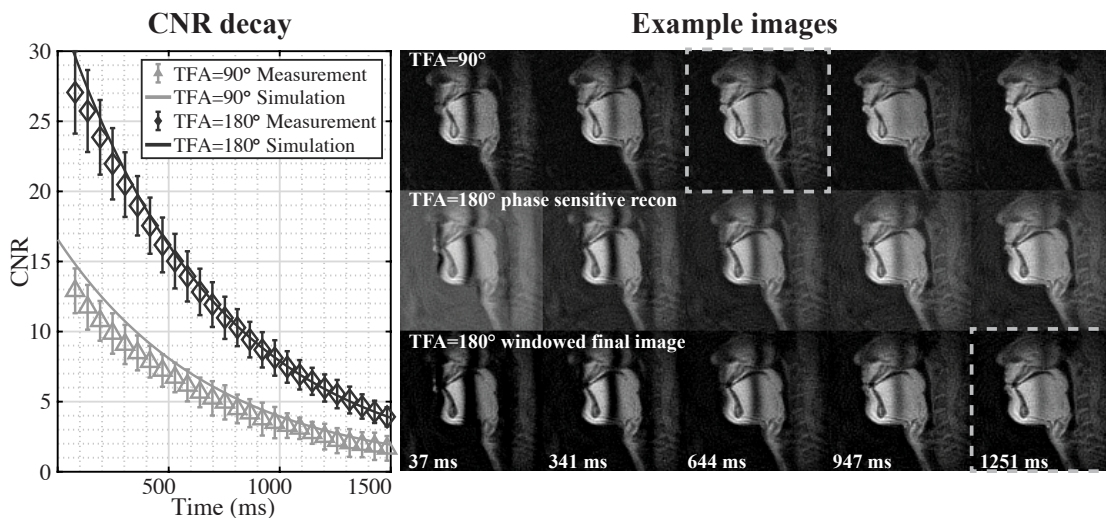 CNR decay
Example images
30
25
20
15
10
5
0
CNR
500
1000
1500
Time (ms)
TFA=90° Measurement
TFA=90° Simulation
TFA=180° Measurement
TFA=180° Simulation
TFA=90°
TFA=180° phase sensitive recon
TFA=180° windowed final image
37 ms
341 ms
644 ms
947 ms
1251 ms